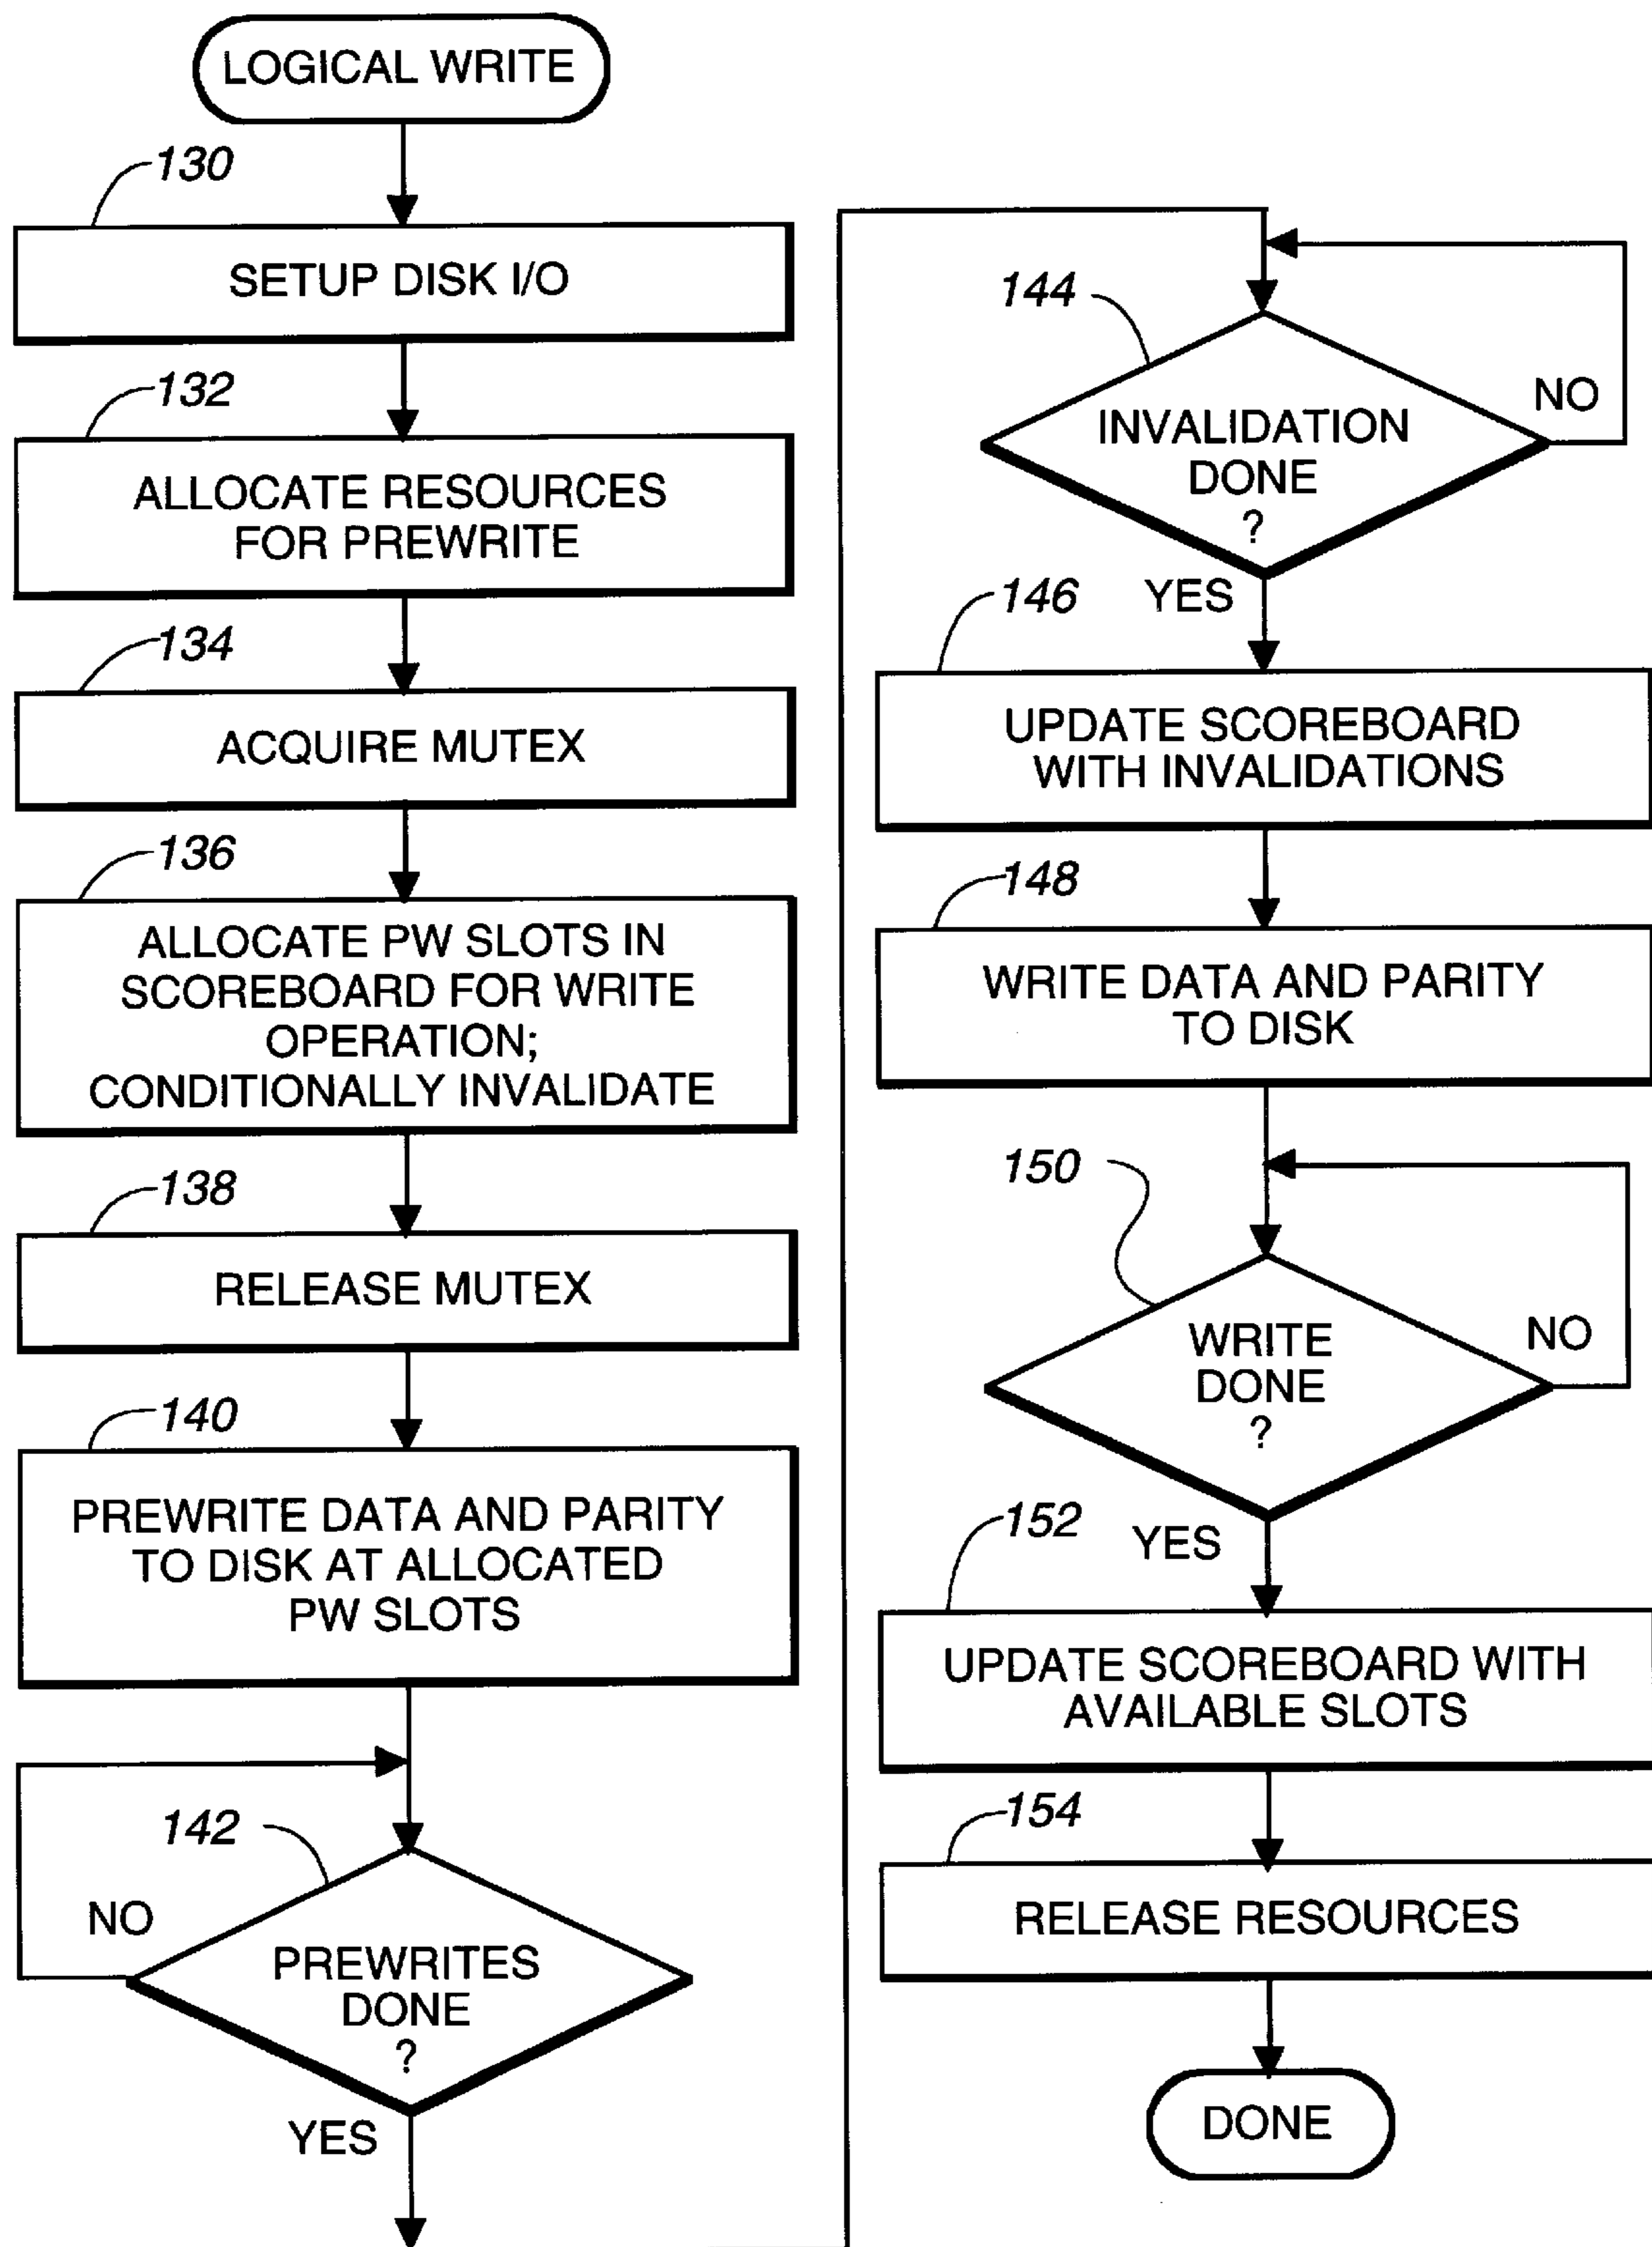 LOGICAL WRITE
130
SETUP DISK I/O
132
ALLOCATE RESOURCES
FOR PREWRITE
134
ACQUIRE MUTEX
136
ALLOCATE PW SLOTS IN
SCOREBOARD FOR WRITE
OPERATION;
CONDITIONALLY INVALIDATE
138
RELEASE MUTEX
140
PREWRITE DATA AND PARITY
TO DISK AT ALLOCATED
PW SLOTS
142
NO
PREWRITES
DONE
?
YES
144
NO
INVALIDATION
DONE
?
YES
146
UPDATE SCOREBOARD
WITH INVALIDATIONS
148
WRITE DATA AND PARITY
TO DISK
150
NO
WRITE
DONE
?
YES
152
UPDATE SCOREBOARD WITH
AVAILABLE SLOTS
154
RELEASE RESOURCES
DONE